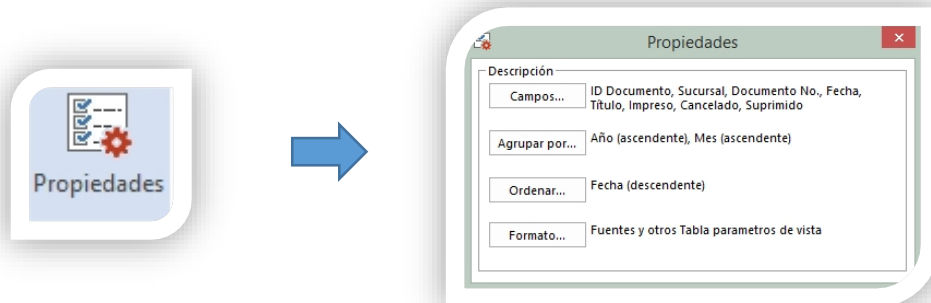 Propiedades
Propiedades
Descripción
Campos...
ID Documento, Sucursal, Documento No., Fecha,
Título, Impreso, Cancelado, Suprimido
Agrupar por...
Año (ascendente), Mes (ascendente)
Ordenar...
Fecha (descendente)
Formato...
Fuentes y otros Tabla parametros de vista